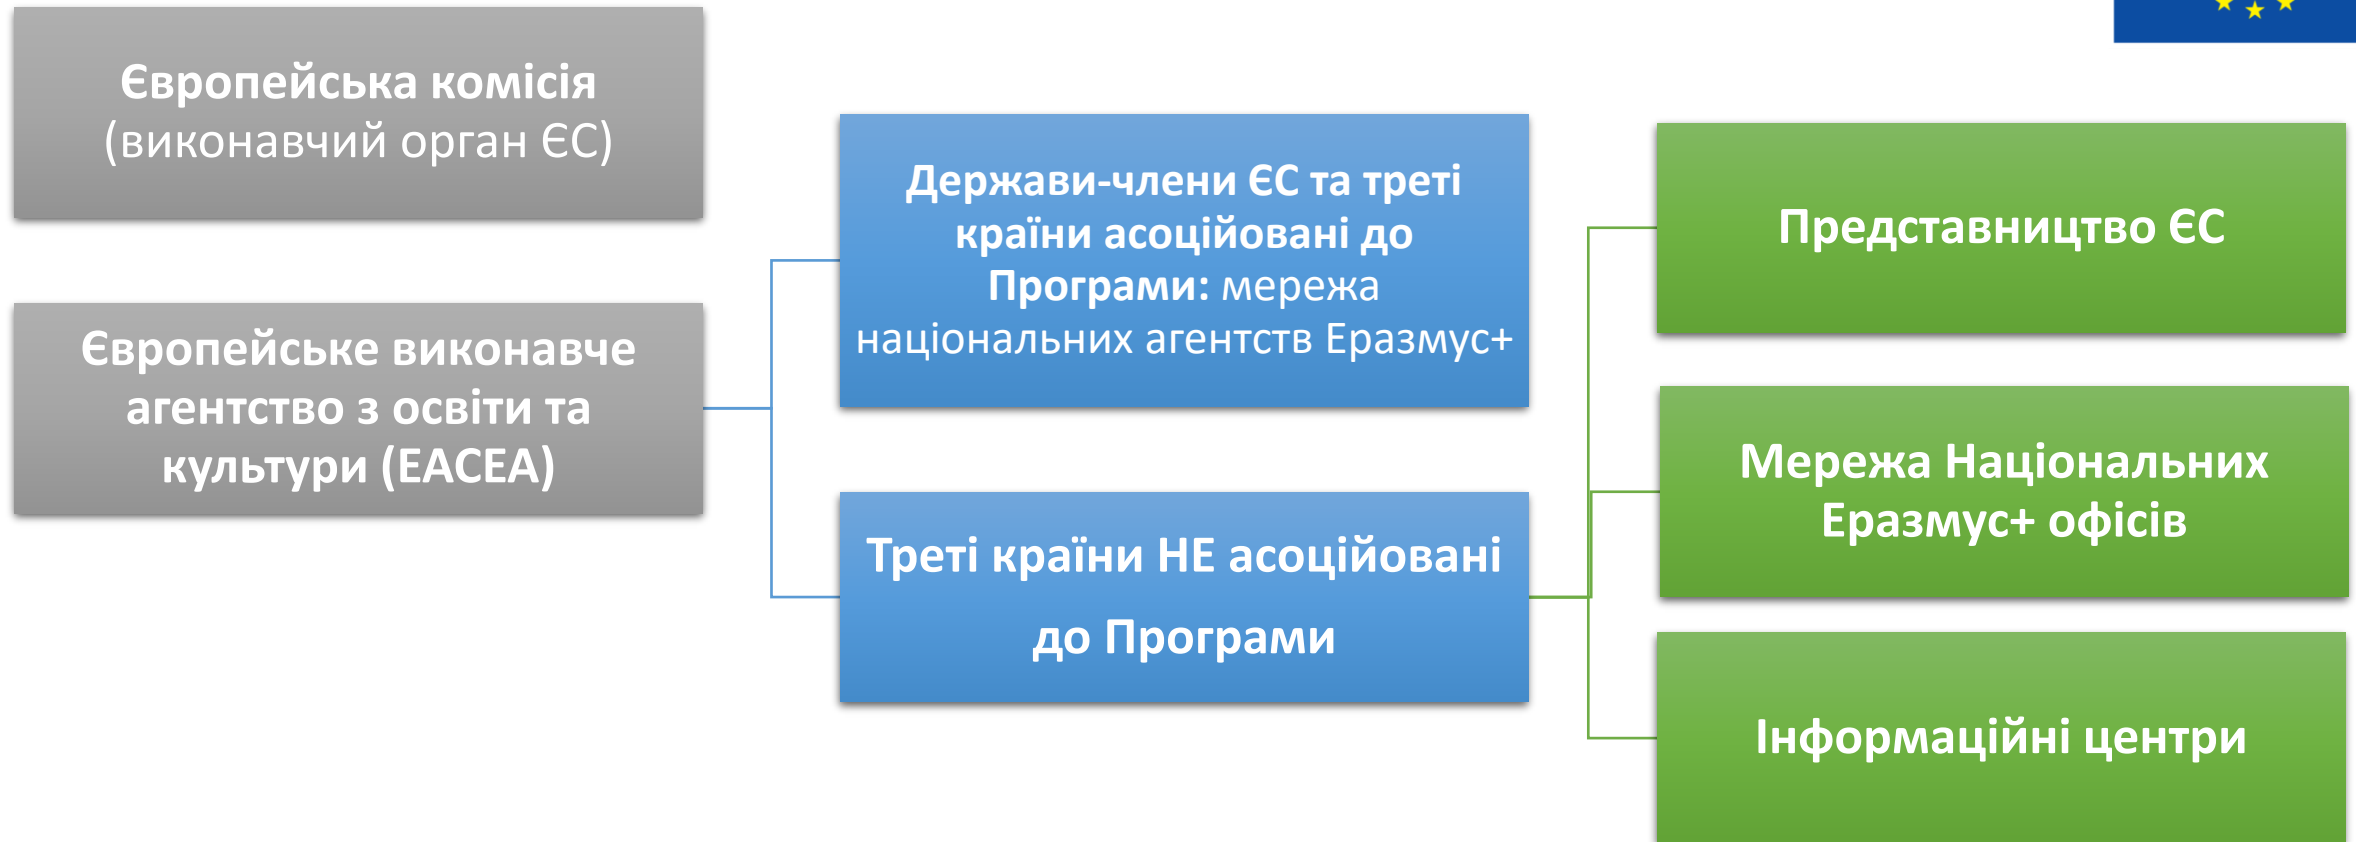 Європейська комісія
(виконавчий орган ЄС)
Європейське виконавче
агентство з освіти та
культури (EACEA)
Держави-члени ЄС та треті
країни асоційовані до
Програми: мережа
національних агентств Еразмус+
Треті країни НЕ асоційовані
до Програми
Представництво ЄС
Мережа Національних
Еразмус+ офісів
Інформаційні центри